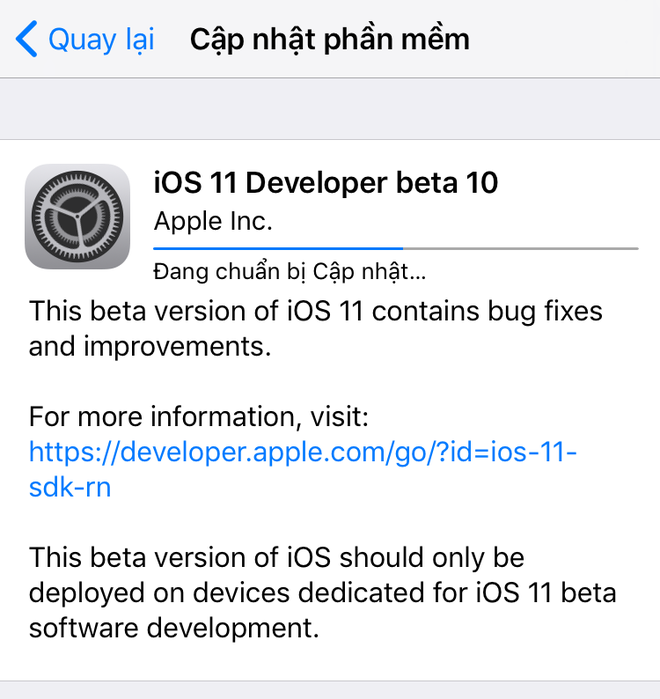 Quay lại
Cập nhật phần mềm
iOS 11 Developer beta 10
Apple Inc.
Đang chuẩn bị Cập nhật...
This beta version of iOS 11 contains bug fixes
and improvements.
For more information, visit:
https://developer.apple.com/go/?id=ios-11-
sdk-rn
This beta version of iOS should only be
deployed on devices dedicated for iOS 11 beta
software development.